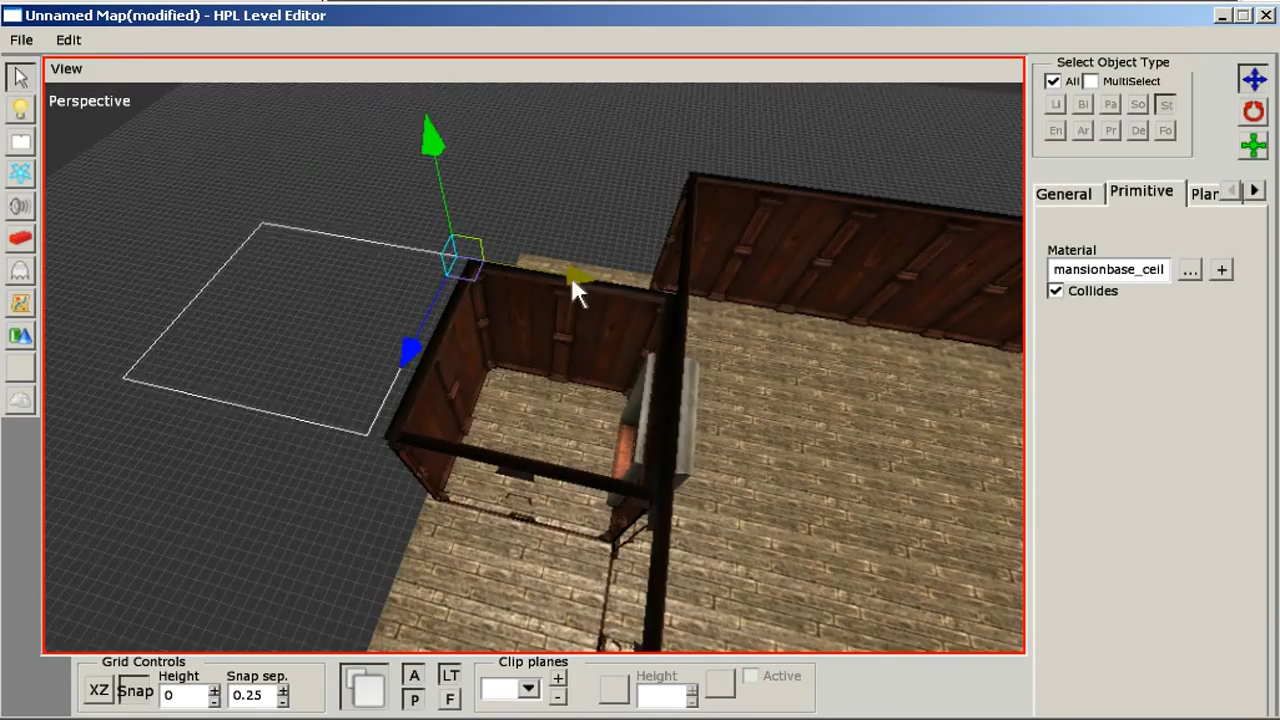 Unnamed Map(modified) - HPL Level Editor
File Edit
View
Perspective
Select Object Type
All MultiSelect
Li Bi Pa So St
En Ar Pr De Fo
General Primitive Plar
Material
mansionbase_ceil ... +
Collides
Grid Controls
XZ Snap Height 0 + - Snap sep. 0.25 + -
A LT
P F
Clip planes
+ -
Height + -
Active